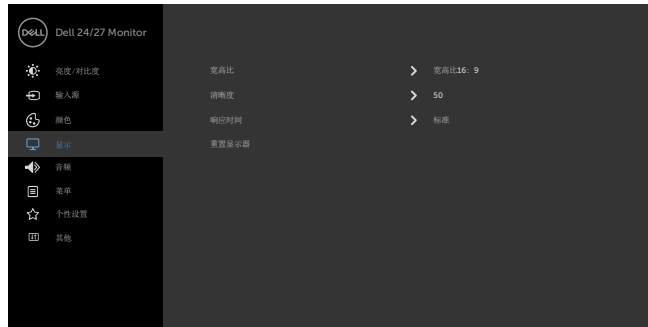 DELL
Dell 24/27 Monitor
亮度/对比度
输入源
颜色
显示
音频
菜单
个性设置
其他
宽高比 宽高比16: 9
清晰度 50
响应时间 标准
重置显示器